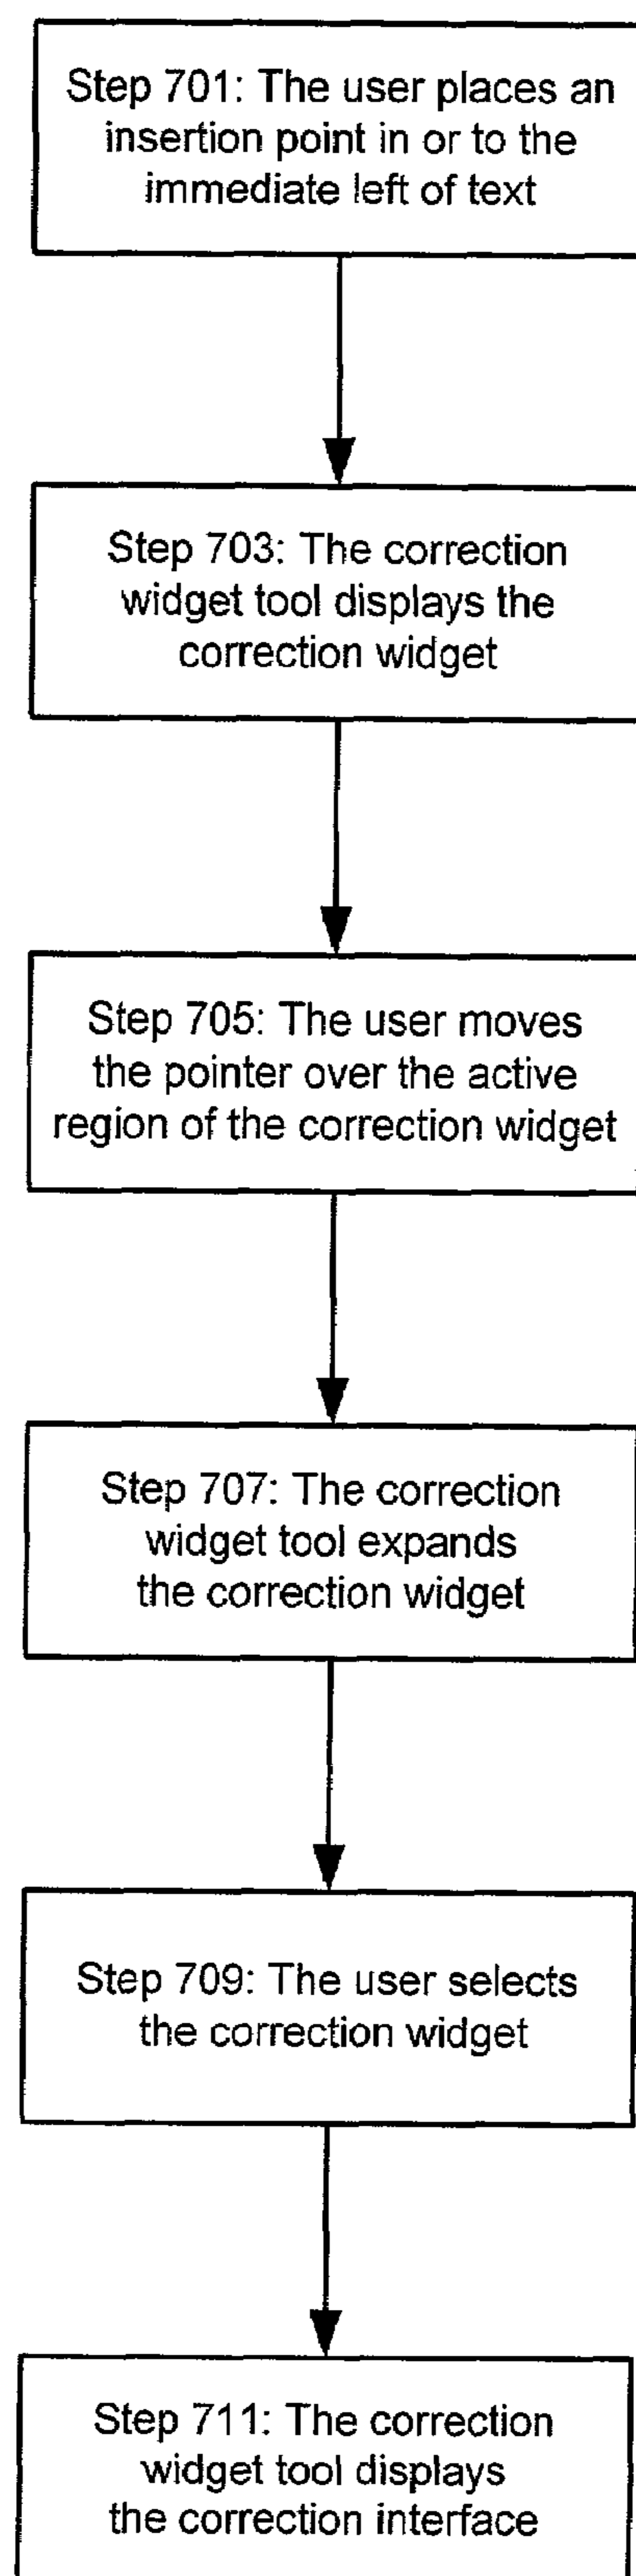 Step 701: The user places an
insertion point in or to the
immediate left of text
Step 703: The correction
widget tool displays the
correction widget
Step 705: The user moves
the pointer over the active
region of the correction widget
Step 707: The correction
widget tool expands
the correction widget
Step 709: The user selects
the correction widget
Step 711: The correction
widget tool displays
the correction interface